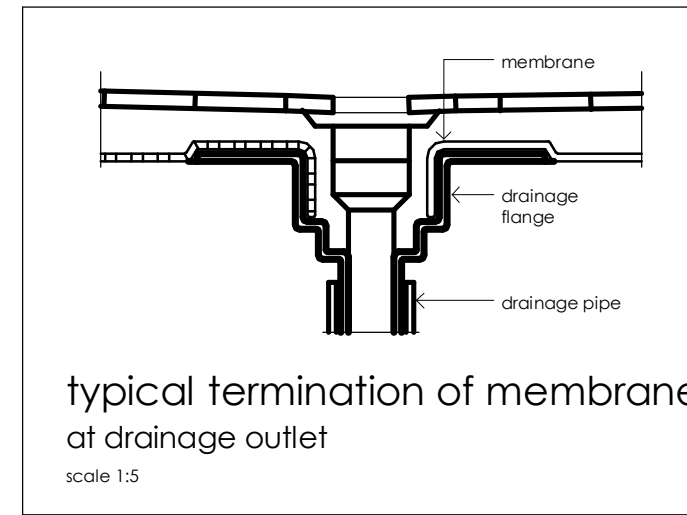 membrane
drainage
flange
drainage pipe
typical termination of membrane
at drainage outlet
scale 1:5